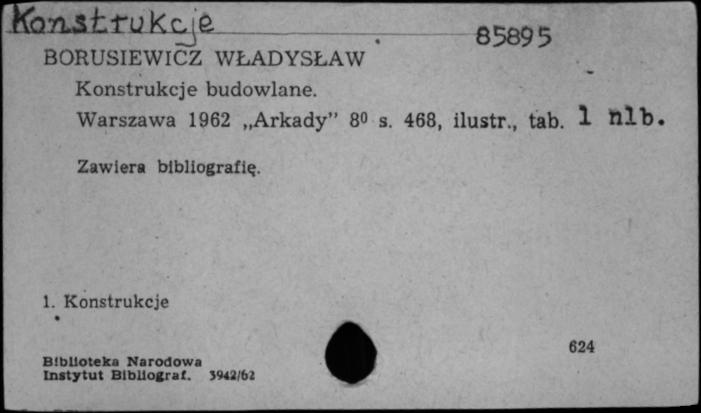 Konstrukcje
85895
BORUSIEWICZ WŁADYSŁAW
Konstrukcje budowlane.
Warszawa 1962 „Arkady” 8⁰ s. 468, ilustr., tab. 1 nlb.
Zawiera bibliografię.
1. Konstrukcje
624
Biblioteka Narodowa
Instytut Bibliograf. 3942/62